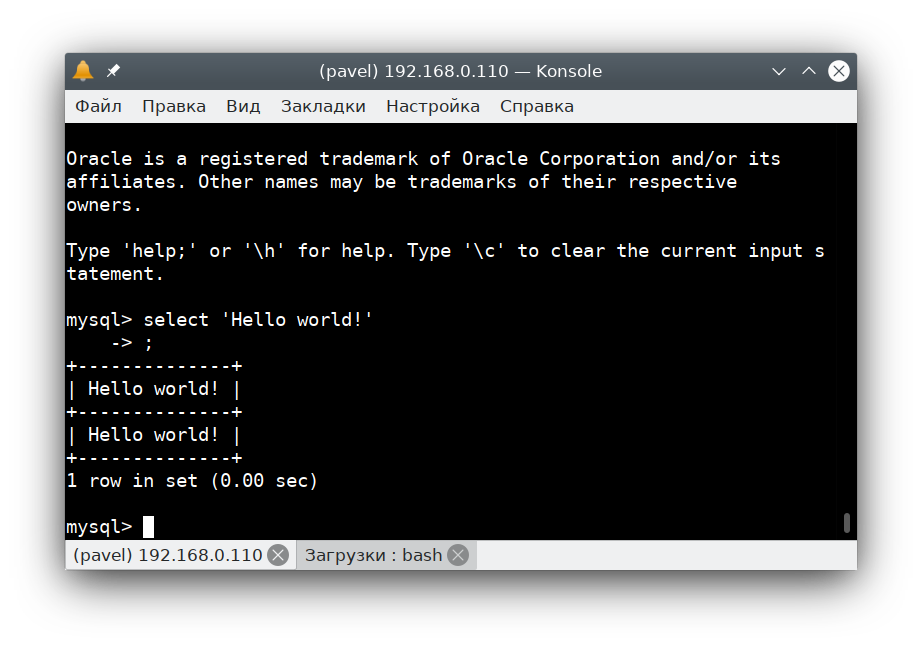 (pavel) 192.168.0.110 — Konsole
Файл Правка Вид Закладки Настройка Справка
Oracle is a registered trademark of Oracle Corporation and/or its
affiliates. Other names may be trademarks of their respective
owners.
Type 'help;' or '\h' for help. Type '\c' to clear the current input s
tatement.
mysql> select 'Hello world!'
    -> ;
+--------------+
| Hello world! |
+--------------+
| Hello world! |
+--------------+
1 row in set (0.00 sec)
mysql>
(pavel) 192.168.0.110 Загрузки : bash